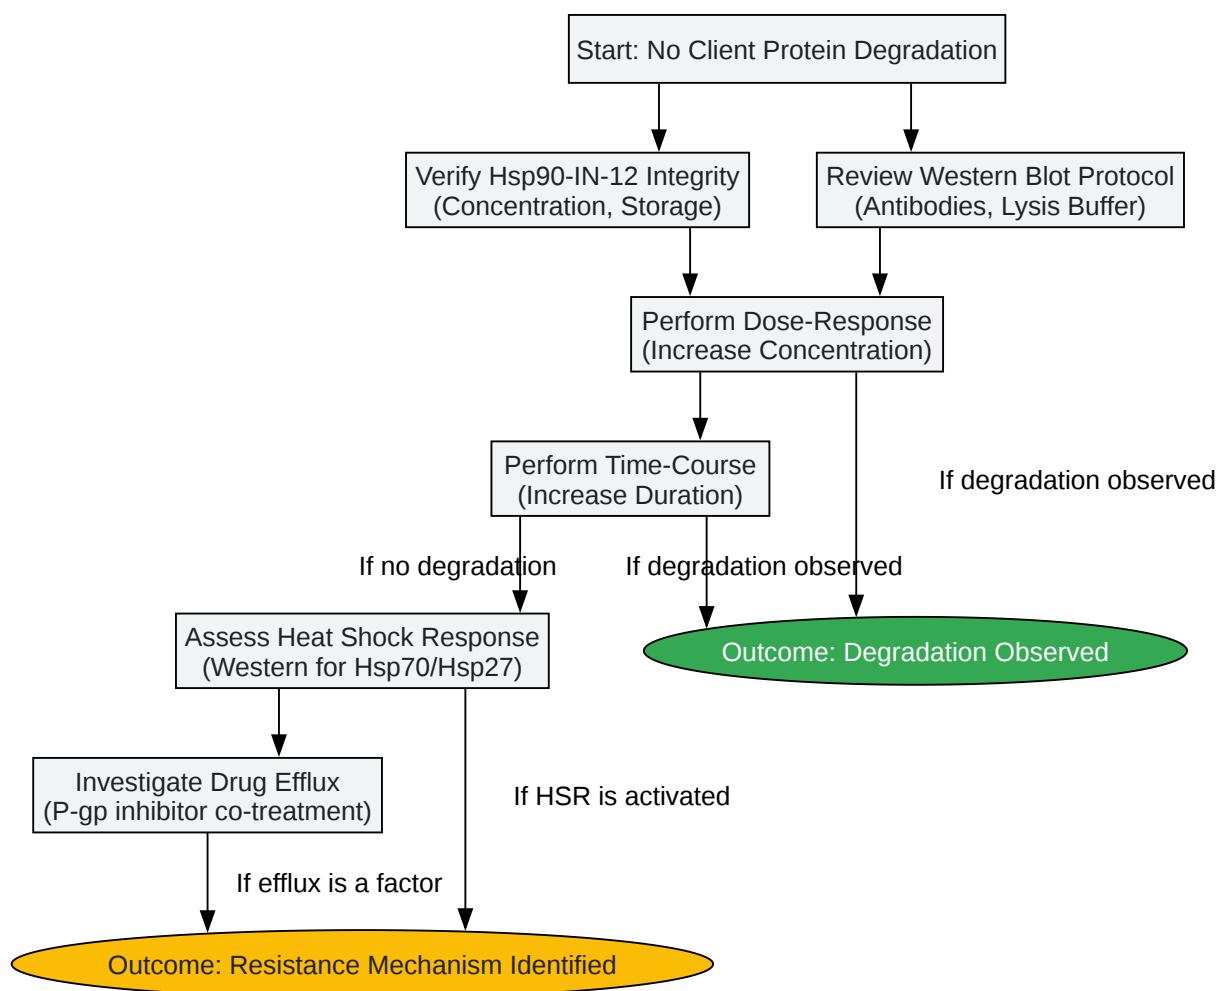 Start: No Client Protein Degradation
Verify Hsp90-IN-12 Integrity
(Concentration, Storage)
Review Western Blot Protocol
(Antibodies, Lysis Buffer)
Perform Dose-Response
(Increase Concentration)
Perform Time-Course
(Increase Duration)
If degradation observed
If no degradation
If degradation observed
Assess Heat Shock Response
(Western for Hsp70/Hsp27)
Outcome: Degradation Observed
Investigate Drug Efflux
(P-gp inhibitor co-treatment)
If HSR is activated
If efflux is a factor
Outcome: Resistance Mechanism Identified